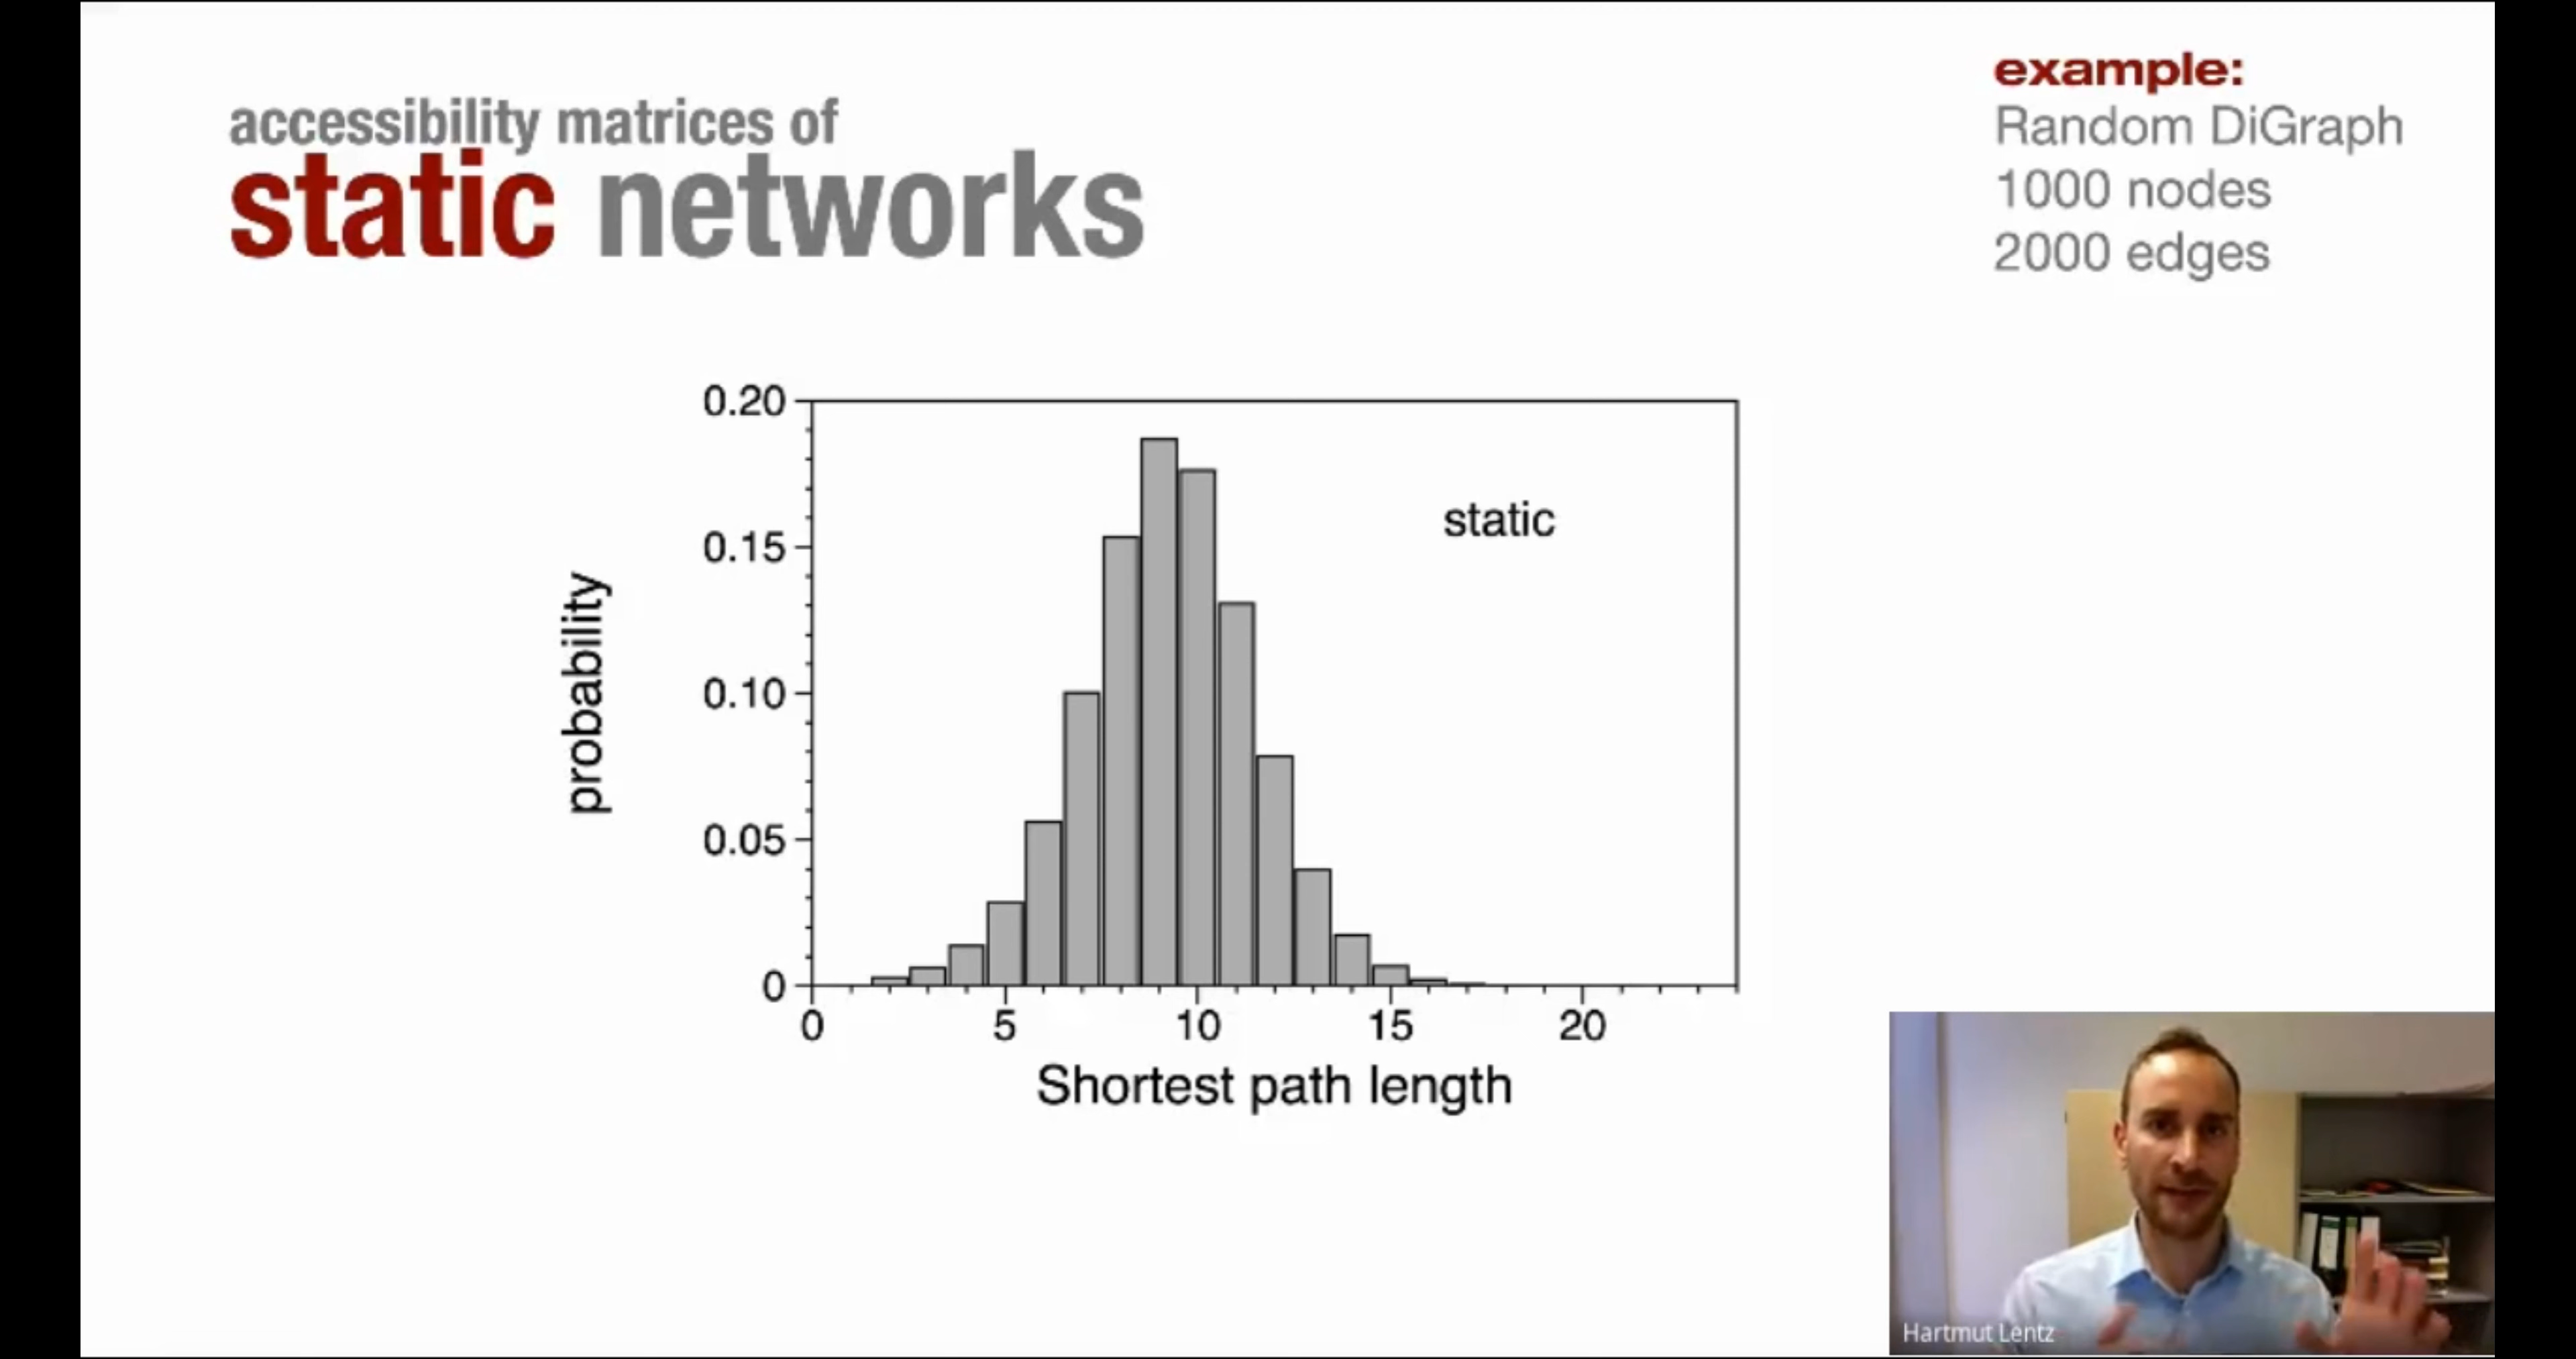 accessibility matrices of
static networks
example:
Random DiGraph
1000 nodes
2000 edges
0.20
0.15
0.10
0.05
0
probability
static
0
5
10
15
20
Shortest path length
Hartmut Lentz